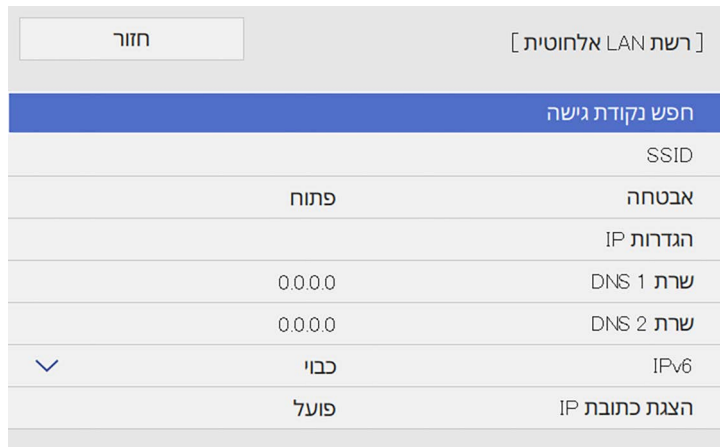 [ רשת LAN אלחוטית ] חזור
חפש נקודת גישה
SSID
אבטחה פתוח
הגדרות IP
שרת DNS 1 0.0.0.0
שרת DNS 2 0.0.0.0
IPv6 כבוי
הצגת כתובת IP פועל